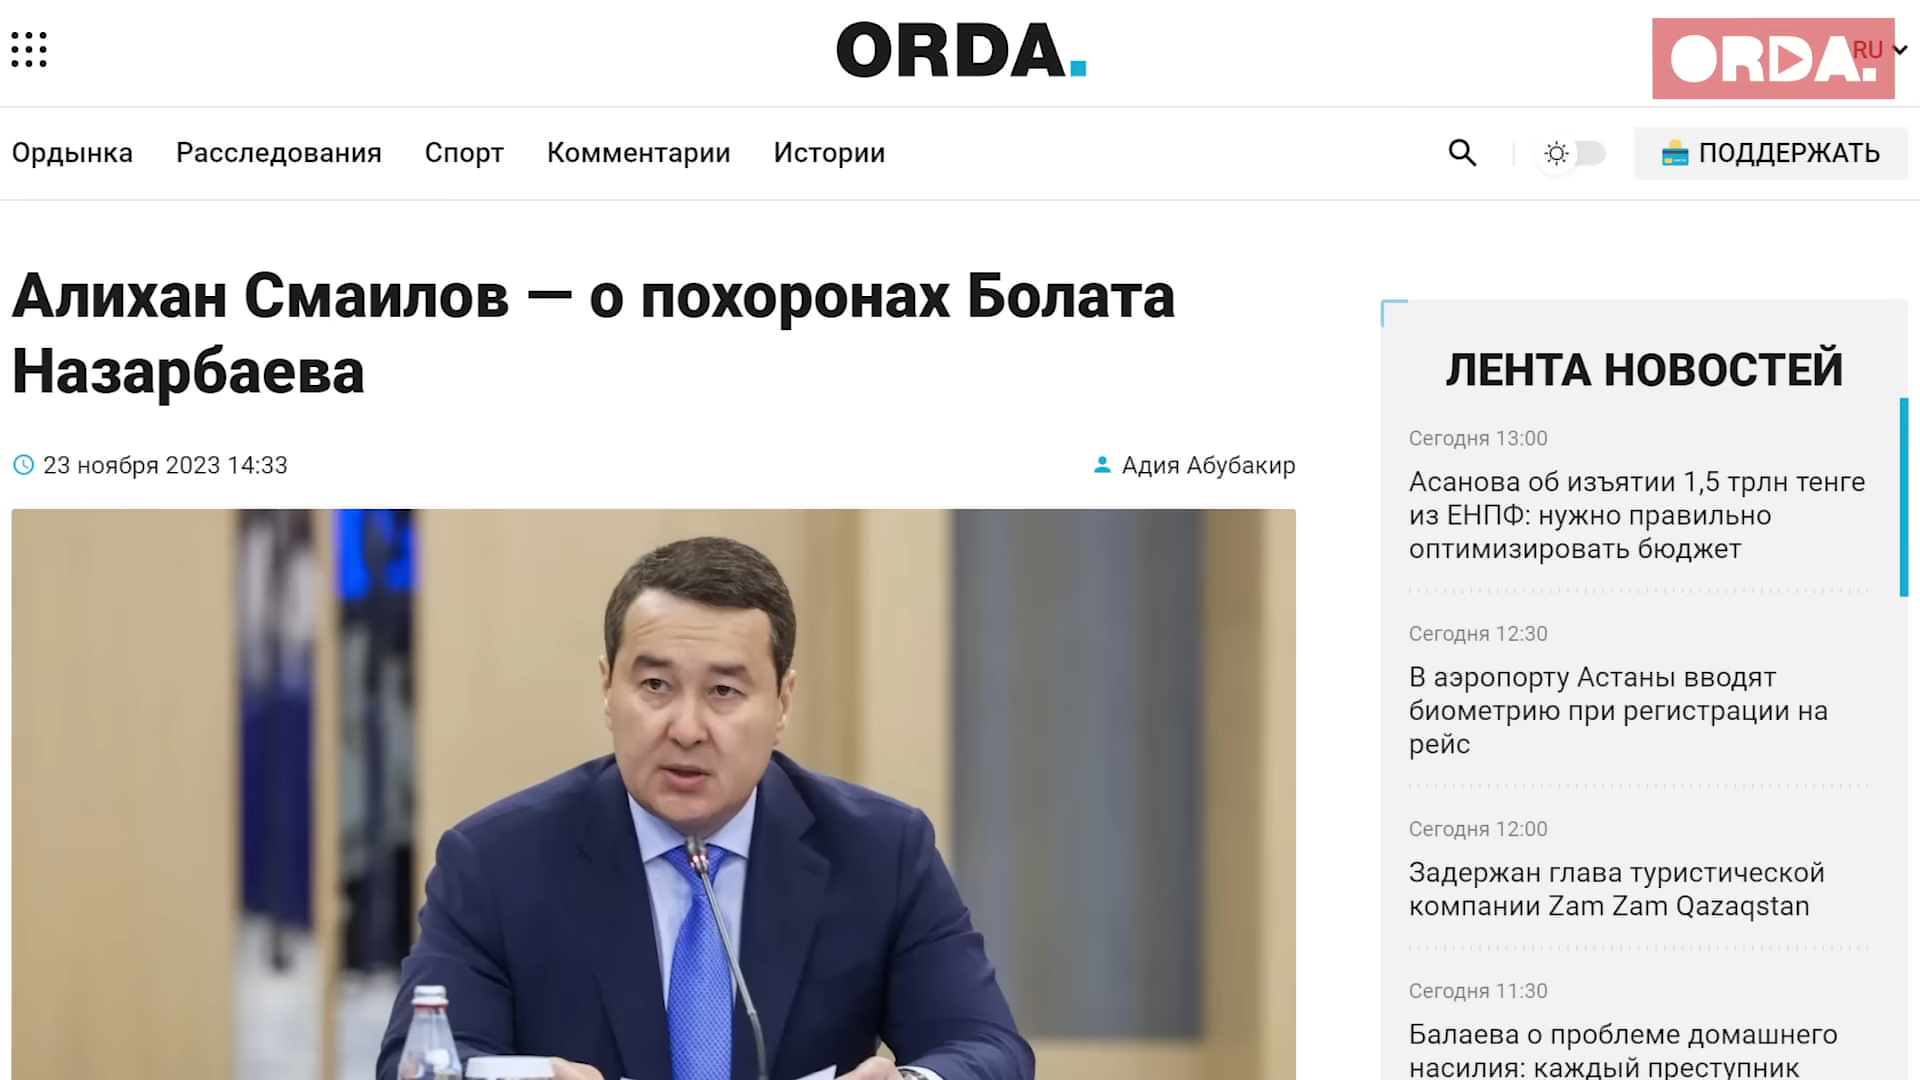 ORDA.
ORDA.
RU
Ордынка
Расследования
Спорт
Комментарии
Истории
ПОДДЕРЖАТЬ
Алихан Смаилов — о похоронах Болата
Назарбаева
23 ноября 2023 14:33
Адия Абубакир
ЛЕНТА НОВОСТЕЙ
Сегодня 13:00
Асанова об изъятии 1,5 трлн тенге
из ЕНПФ: нужно правильно
оптимизировать бюджет
Сегодня 12:30
В аэропорту Астаны вводят
биометрию при регистрации на
рейс
Сегодня 12:00
Задержан глава туристической
компании Zam Zam Qazaqstan
Сегодня 11:30
Балаева о проблеме домашнего
насилия: каждый преступник